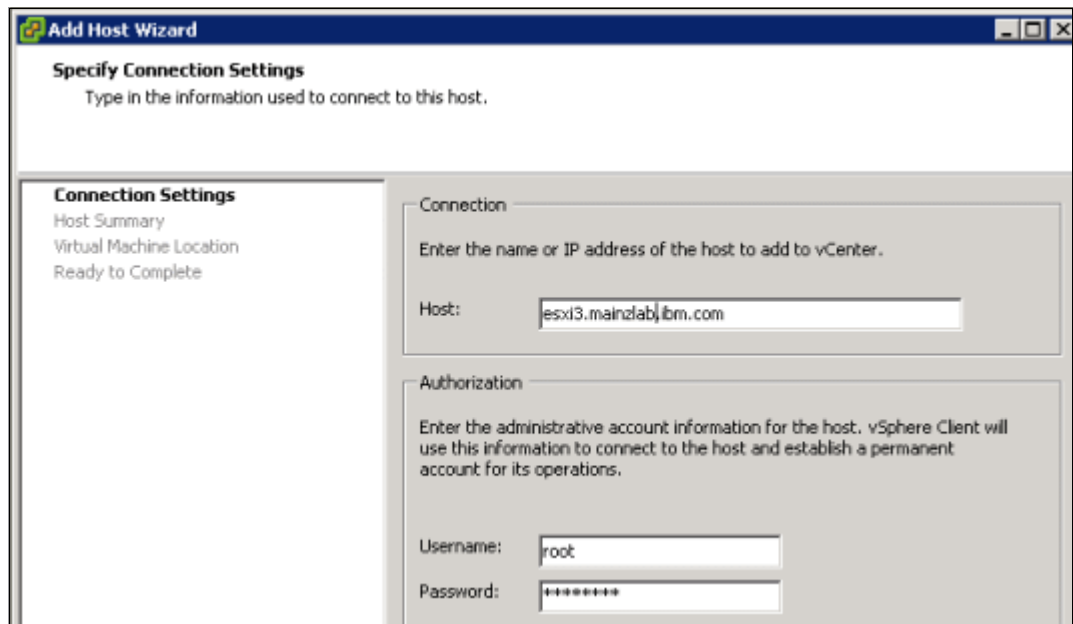 Add Host Wizard
Specify Connection Settings
Type in the information used to connect to this host.
Connection Settings
Host Summary
Virtual Machine Location
Ready to Complete
Connection
Enter the name or IP address of the host to add to vCenter.
Host: esxi3.mainzlab.ibm.com
Authorization
Enter the administrative account information for the host. vSphere Client will
use this information to connect to the host and establish a permanent
account for its operations.
Username: root
Password: ********